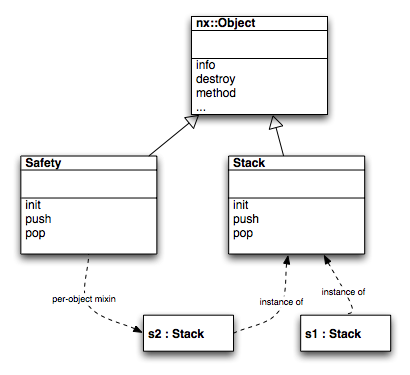 nx::Object
info
destroy
method
...
Safety
init
push
pop
Stack
init
push
pop
per-object mixin
instance of
instance of
s2 : Stack
s1 : Stack